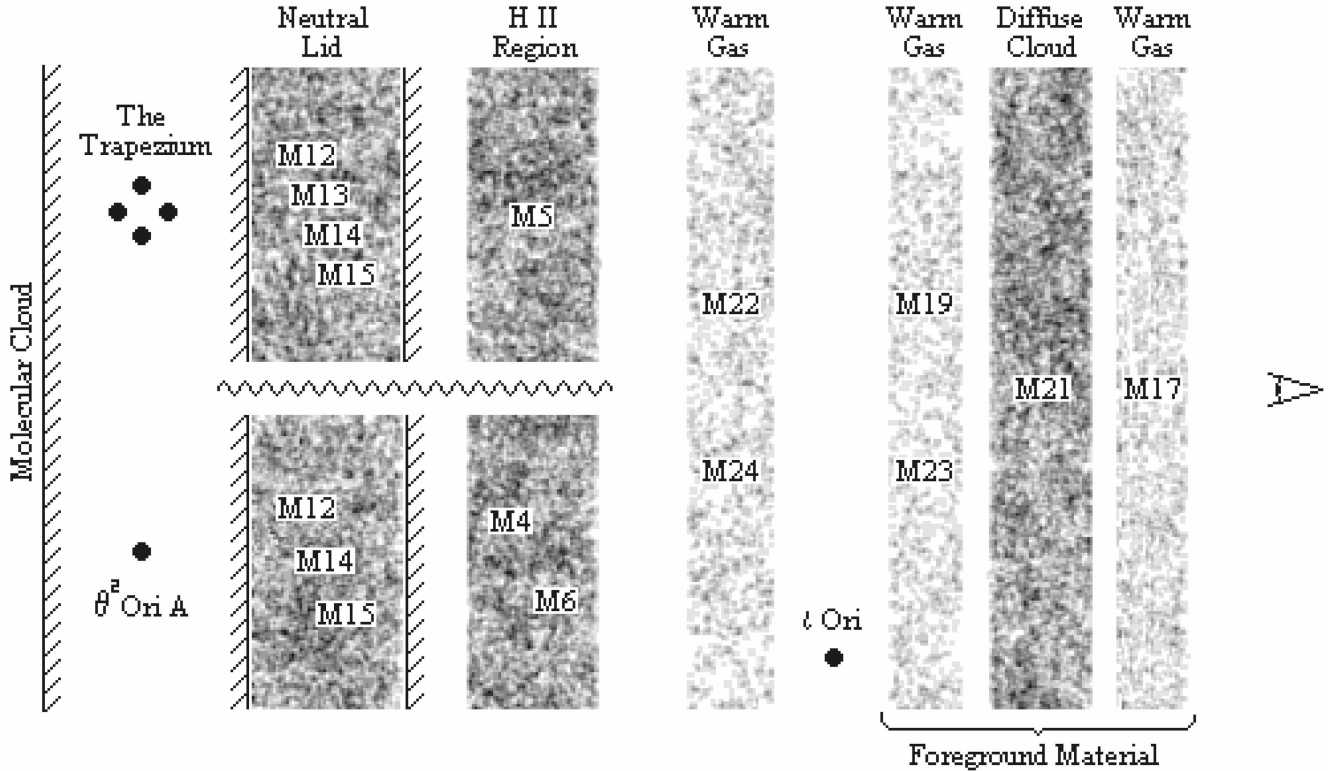 Neutral
Lid
H II
Region
Warm
Gas
Warm
Gas
Diffuse
Cloud
Warm
Gas
Molecular Cloud
The
Trapezium
M12
M13
M14
M15
M5
M22
M19
M21
M17
M24
M23
M12
M14
M15
M4
M6
θ² Ori A
ι Ori
Foreground Material